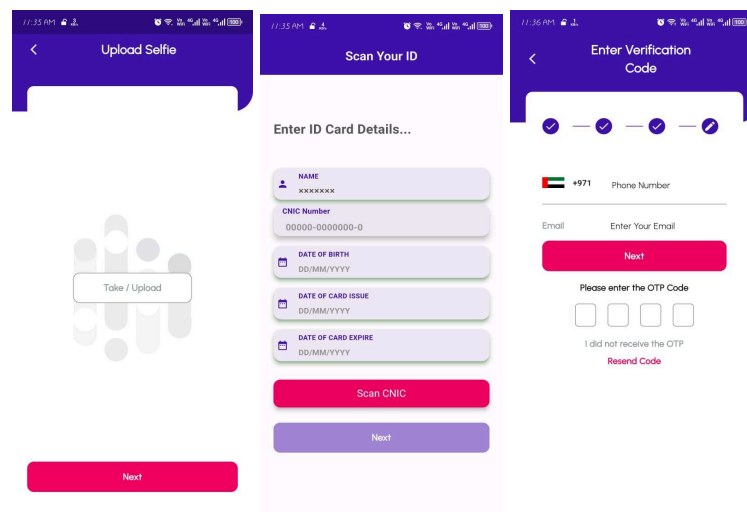 11:35 AM
100
Upload Selfie
Take / Upload
Next
11:35 AM
100
Scan Your ID
Enter ID Card Details...
NAME
×××××××
CNIC Number
00000-0000000-0
DATE OF BIRTH
DD/MM/YYYY
DATE OF CARD ISSUE
DD/MM/YYYY
DATE OF CARD EXPIRE
DD/MM/YYYY
Scan CNIC
Next
11:36 AM
100
Enter Verification
Code
+971 Phone Number
Email Enter Your Email
Next
Please enter the OTP Code
I did not receive the OTP
Resend Code